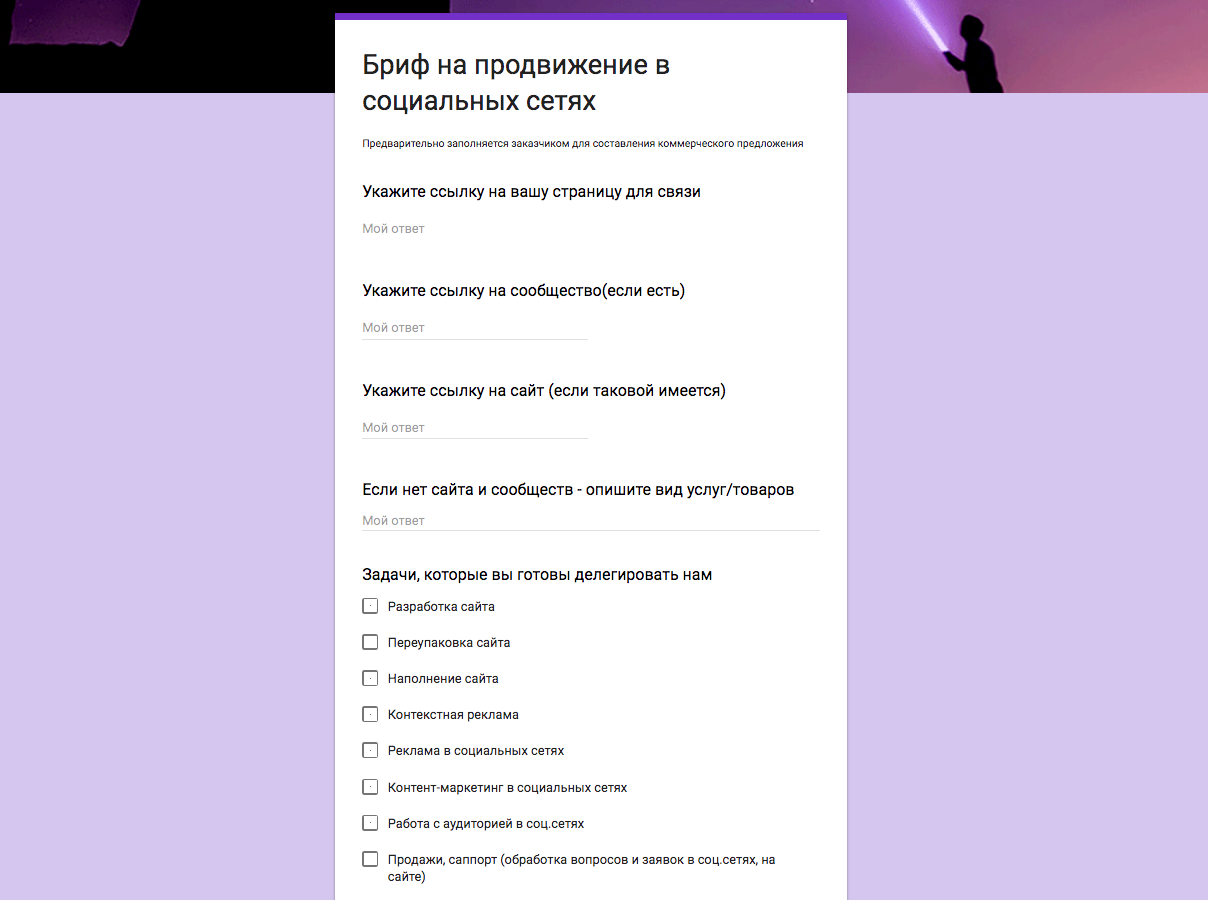 Бриф на продвижение в
социальных сетях
Предварительно заполняется заказчиком для составления коммерческого предложения
Укажите ссылку на вашу страницу для связи
Мой ответ
Укажите ссылку на сообщество(если есть)
Мой ответ
Укажите ссылку на сайт (если таковой имеется)
Мой ответ
Если нет сайта и сообществ - опишите вид услуг/товаров
Мой ответ
Задачи, которые вы готовы делегировать нам
Разработка сайта
Переупаковка сайта
Наполнение сайта
Контекстная реклама
Реклама в социальных сетях
Контент-маркетинг в социальных сетях
Работа с аудиторией в соц.сетях
Продажи, саппорт (обработка вопросов и заявок в соц.сетях, на
сайте)